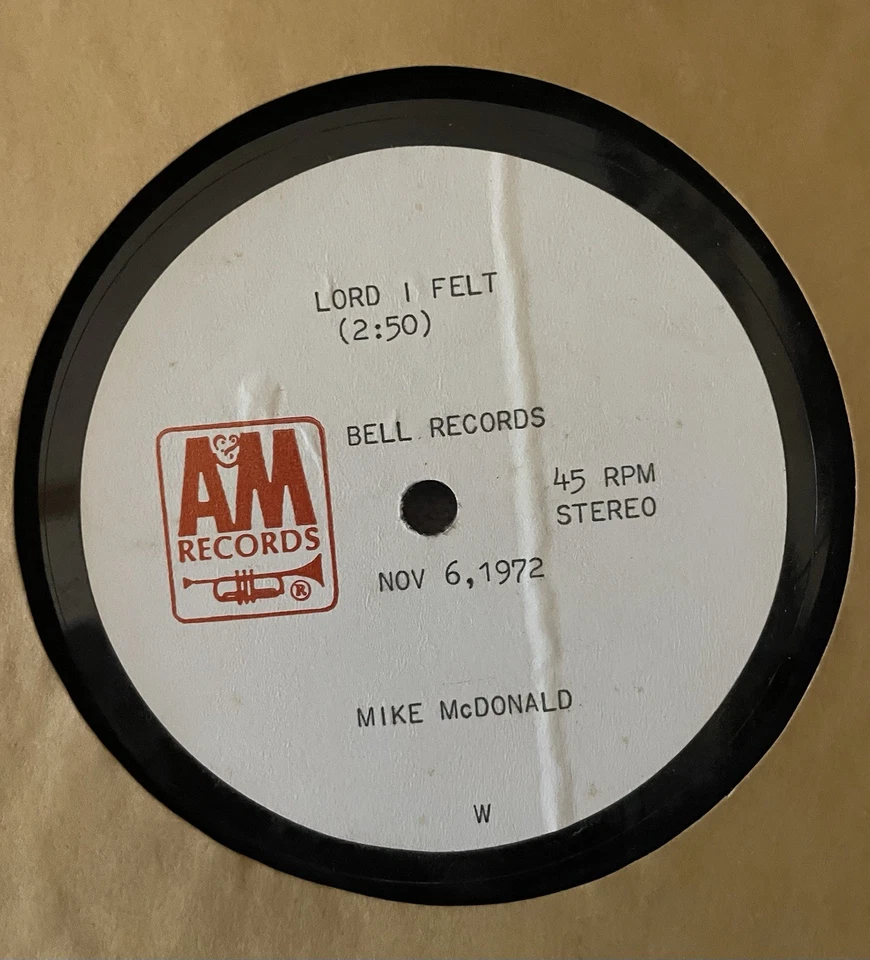 LORD I FELT
(2:50)
BELL RECORDS
A&M
RECORDS
®
45 RPM
STEREO
NOV 6,1972
MIKE McDONALD
W